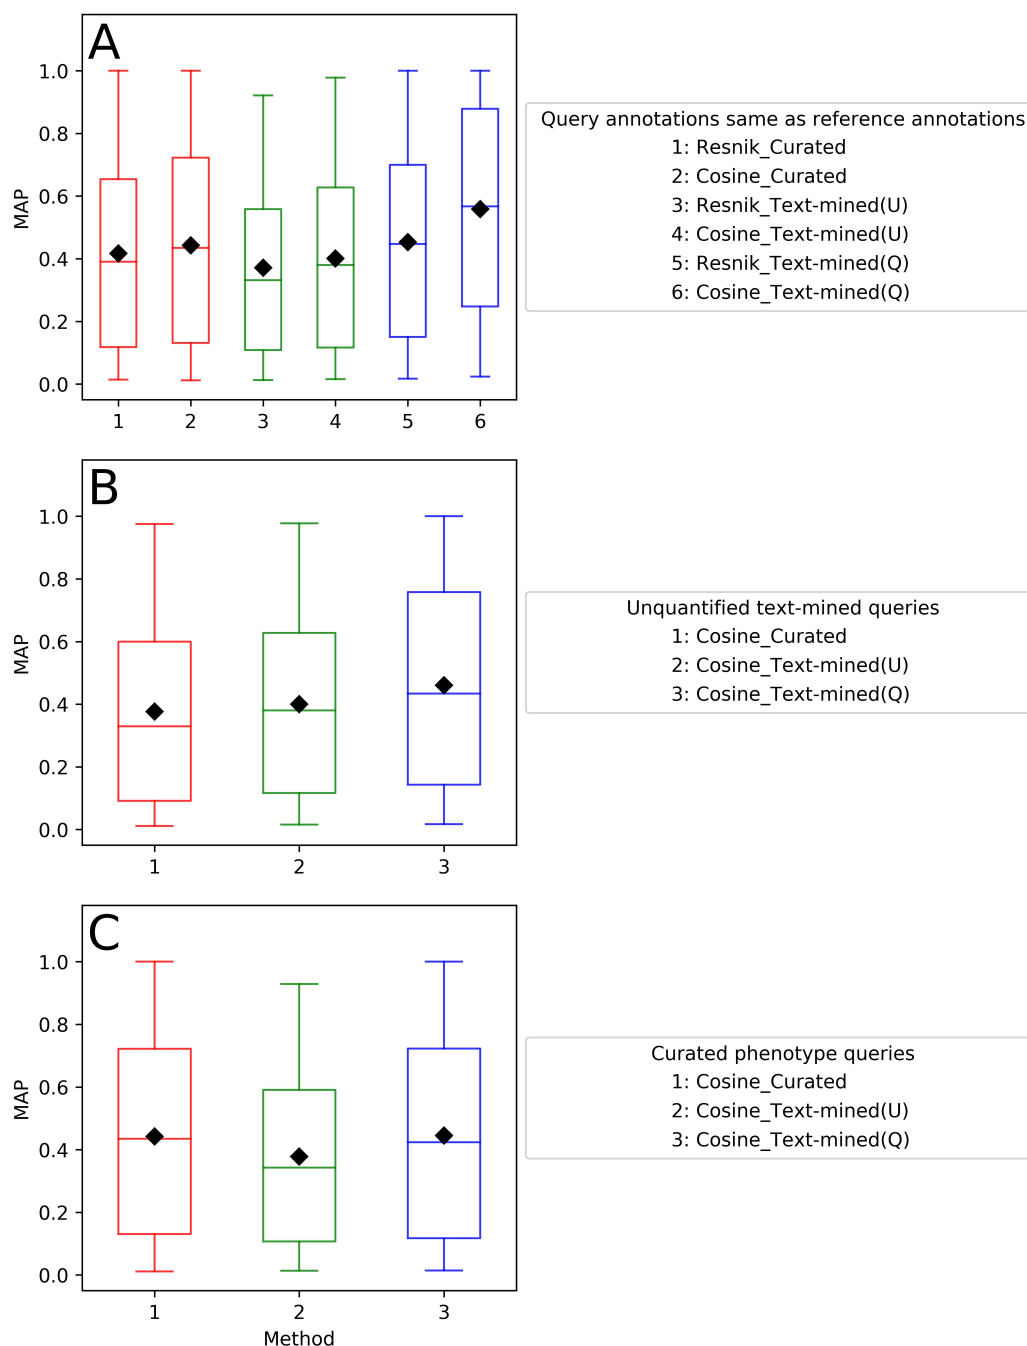 A
1.0
0.8
0.6
0.4
0.2
0.0
MAP
1 2 3 4 5 6
Query annotations same as reference annotations
1: Resnik_Curated
2: Cosine_Curated
3: Resnik_Text-mined(U)
4: Cosine_Text-mined(U)
5: Resnik_Text-mined(Q)
6: Cosine_Text-mined(Q)
B
1.0
0.8
0.6
0.4
0.2
0.0
MAP
1 2 3
Unquantified text-mined queries
1: Cosine_Curated
2: Cosine_Text-mined(U)
3: Cosine_Text-mined(Q)
C
1.0
0.8
0.6
0.4
0.2
0.0
MAP
1 2 3
Method
Curated phenotype queries
1: Cosine_Curated
2: Cosine_Text-mined(U)
3: Cosine_Text-mined(Q)